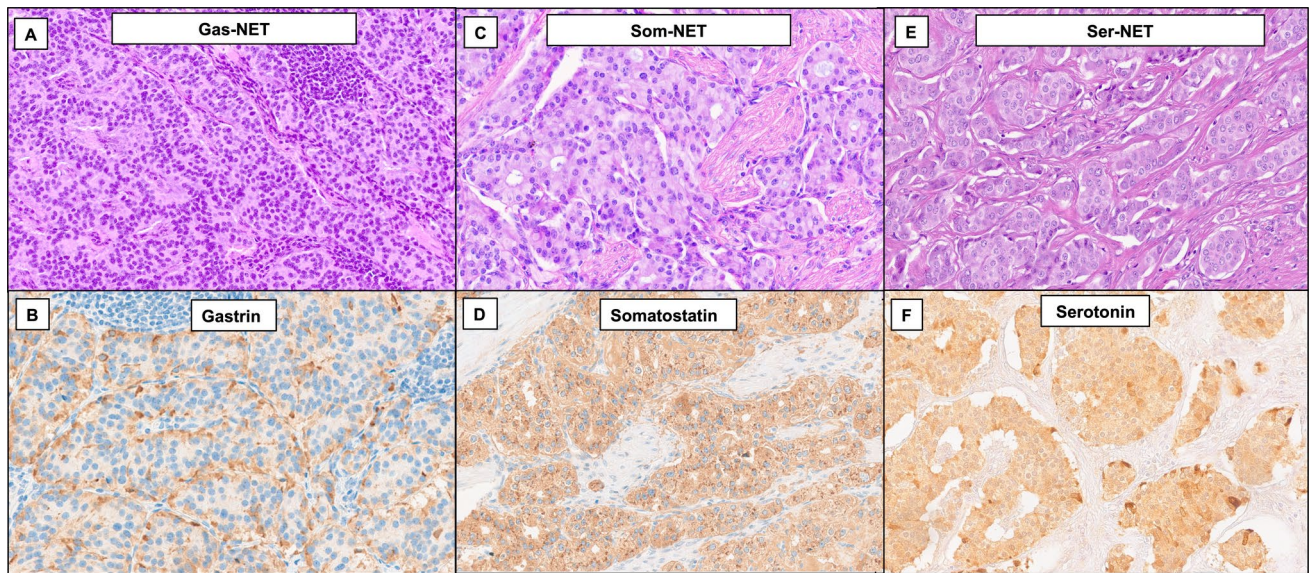 A
Gas-NET
C
Som-NET
E
Ser-NET
B
Gastrin
D
Somatostatin
F
Serotonin